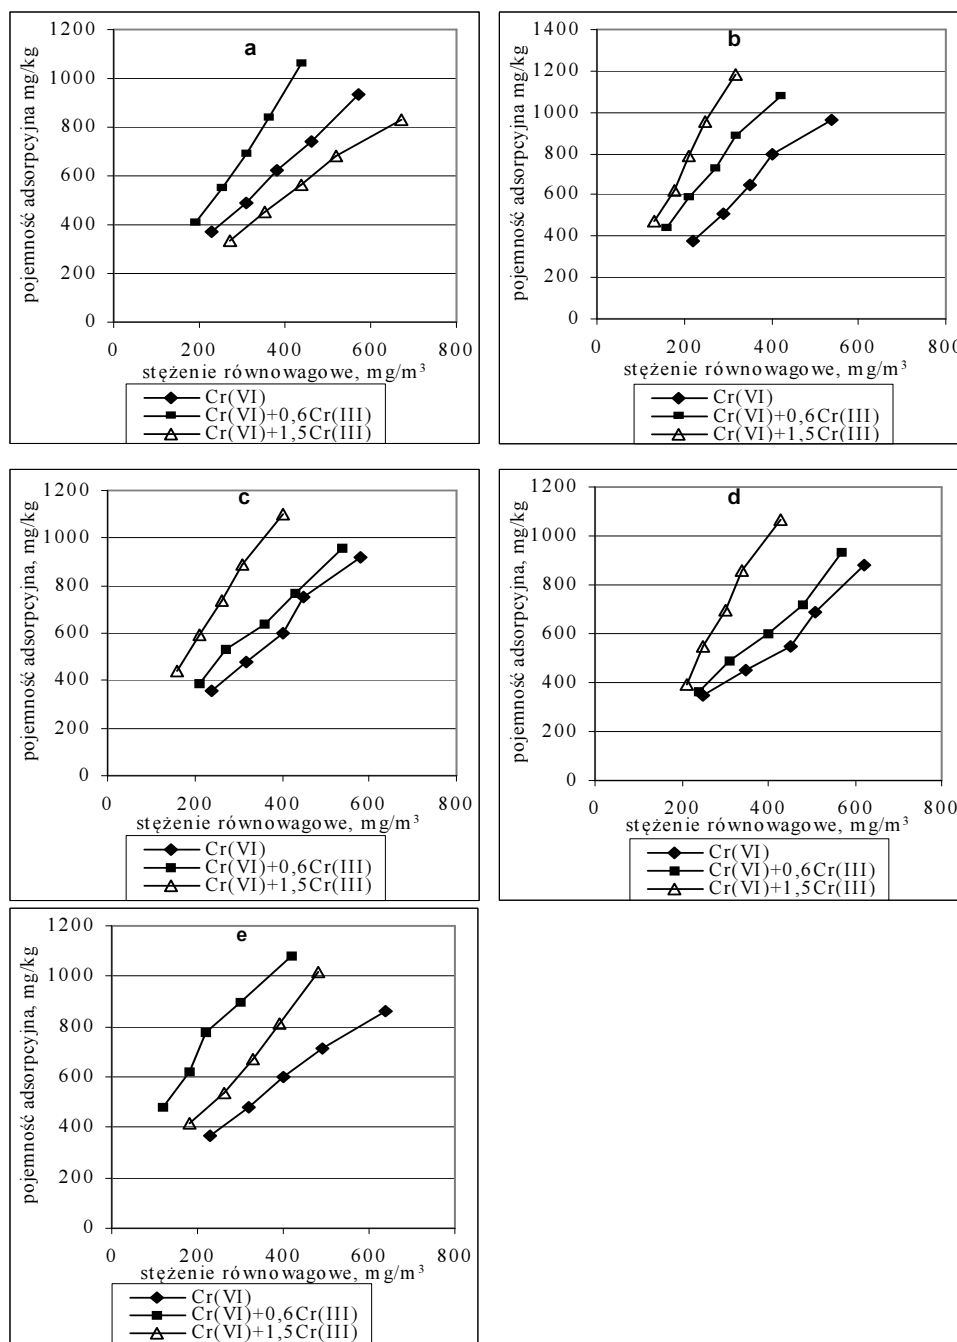 a
pojemność adsorpcyjna mg/kg
1200
1000
800
600
400
200
0
0 200 400 600 800
stężenie równowagowe, mg/m³
Cr(VI)
Cr(VI)+0,6Cr(III)
Cr(VI)+1,5Cr(III)
b
pojemność adsorpcyjna mg/kg
1400
1200
1000
800
600
400
200
0
0 200 400 600 800
stężenie równowagowe, mg/m³
Cr(VI)
Cr(VI)+0,6Cr(III)
Cr(VI)+1,5Cr(III)
c
pojemność adsorpcyjna, mg/kg
1200
1000
800
600
400
200
0
0 200 400 600 800
stężenie równowagowe, mg/m³
Cr(VI)
Cr(VI)+0,6Cr(III)
Cr(VI)+1,5Cr(III)
d
pojemność adsorpcyjna, mg/kg
1200
1000
800
600
400
200
0
0 200 400 600 800
stężenie równowagowe, mg/m³
Cr(VI)
Cr(VI)+0,6Cr(III)
Cr(VI)+1,5Cr(III)
e
pojemność adsorpcyjna, mg/kg
1200
1000
800
600
400
200
0
0 200 400 600 800
stężenie równowagowe, mg/m³
Cr(VI)
Cr(VI)+0,6Cr(III)
Cr(VI)+1,5Cr(III)